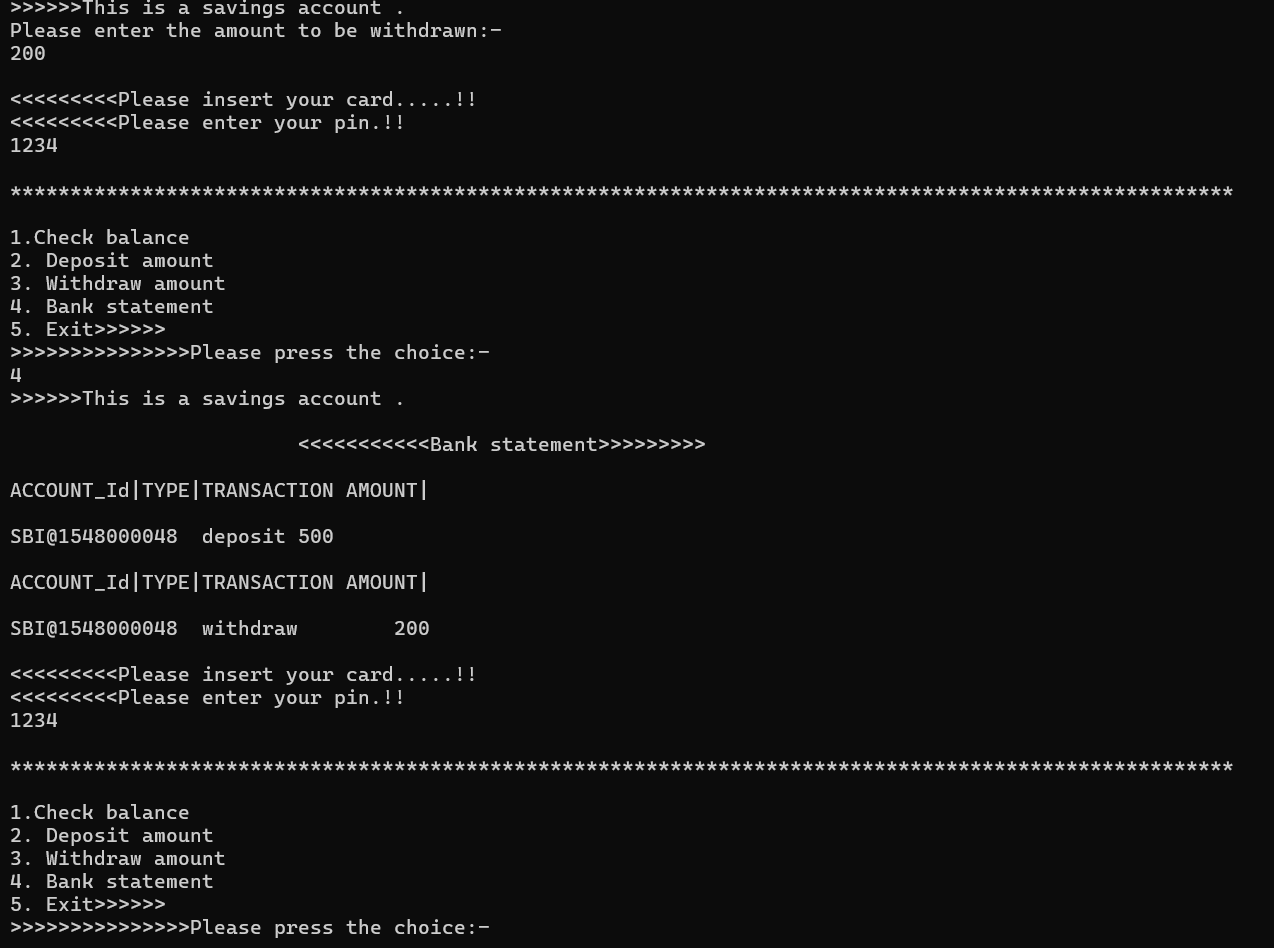 >>>>>>This is a savings account .
Please enter the amount to be withdrawn:-
200
<<<<<<<<<Please insert your card.....!!
<<<<<<<<<Please enter your pin.!!
1234
******************************************************************************************************
1.Check balance
2. Deposit amount
3. Withdraw amount
4. Bank statement
5. Exit>>>>>>
>>>>>>>>>>>>>>>Please press the choice:-
4
>>>>>>This is a savings account .
<<<<<<<<<<<Bank statement>>>>>>>>>
ACCOUNT_Id|TYPE|TRANSACTION AMOUNT|
SBI@1548000048  deposit 500
ACCOUNT_Id|TYPE|TRANSACTION AMOUNT|
SBI@1548000048  withdraw        200
<<<<<<<<<Please insert your card.....!!
<<<<<<<<<Please enter your pin.!!
1234
******************************************************************************************************
1.Check balance
2. Deposit amount
3. Withdraw amount
4. Bank statement
5. Exit>>>>>>
>>>>>>>>>>>>>>>Please press the choice:-